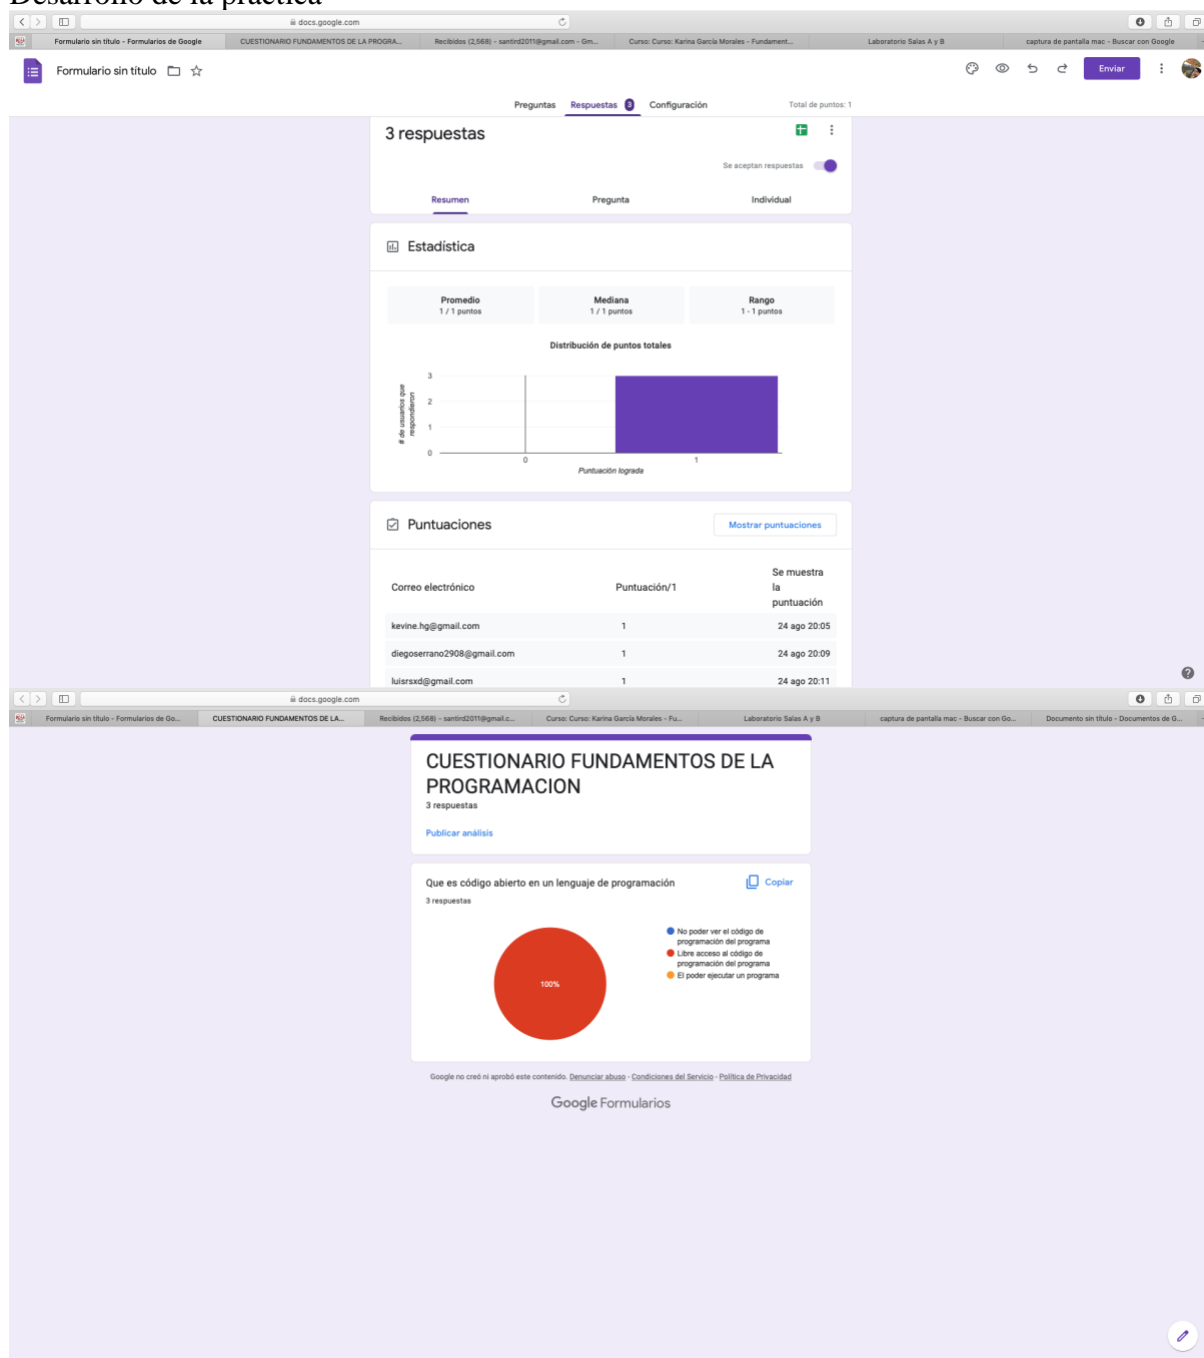 Desarrollo de la práctica
docs.google.com
Formulario sin título - Formularios de Google
CUESTIONARIO FUNDAMENTOS DE LA PROGRA...
Recibidos (2,568) - santird2011@gmail.com - Gm...
Curso: Curso: Karina García Morales - Fundament...
Laboratorio Salas A y B
captura de pantalla mac - Buscar con Google
Formulario sin título
Enviar
Preguntas
Respuestas 3
Configuración
Total de puntos: 1
3 respuestas
Se aceptan respuestas
Resumen
Pregunta
Individual
Estadística
Promedio
1 / 1 puntos
Mediana
1 / 1 puntos
Rango
1 - 1 puntos
Distribución de puntos totales
# de usuarios que
respondieron
3
2
1
0
0
1
Puntuación lograda
Puntuaciones
Mostrar puntuaciones
Correo electrónico
Puntuación/1
Se muestra
la
puntuación
kevine.hg@gmail.com 1 24 ago 20:05
diegoserrano2908@gmail.com 1 24 ago 20:09
luisrsxd@gmail.com 1 24 ago 20:11
docs.google.com
Formulario sin título - Formularios de Go...
CUESTIONARIO FUNDAMENTOS DE LA...
Recibidos (2,568) - santird2011@gmail.c...
Curso: Curso: Karina García Morales - Fu...
Laboratorio Salas A y B
captura de pantalla mac - Buscar con Go...
Documento sin título - Documentos de G...
CUESTIONARIO FUNDAMENTOS DE LA
PROGRAMACION
3 respuestas
Publicar análisis
Que es código abierto en un lenguaje de programación
Copiar
3 respuestas
No poder ver el código de
programación del programa
Libre acceso al código de
programación del programa
El poder ejecutar un programa
100%
Google no creó ni aprobó este contenido. Denunciar abuso - Condiciones del Servicio - Política de Privacidad
Google Formularios